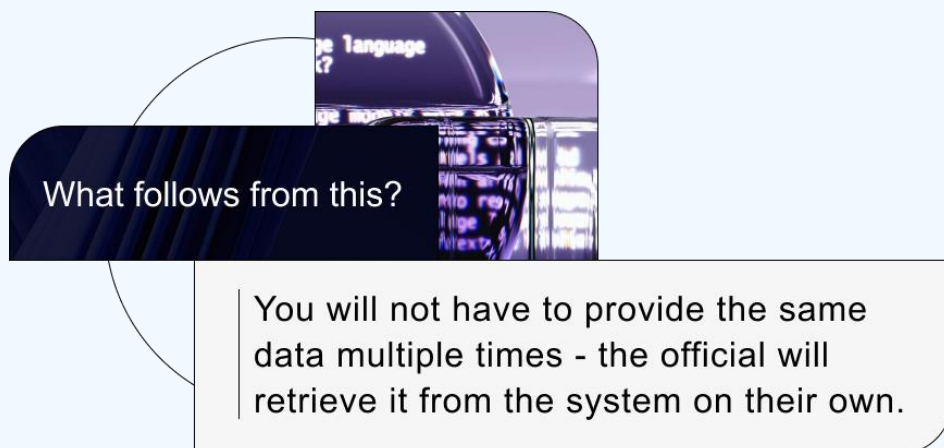 ge language
k?
What follows from this?
You will not have to provide the same
data multiple times - the official will
retrieve it from the system on their own.